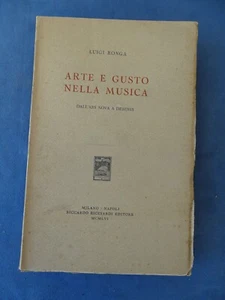 LUIGI RONGA
ARTE E GUSTO
NELLA MUSICA
DALL'ARS NOVA A DEBUSSY
MILANO · NAPOLI
RICCARDO RICCIARDI EDITORE
MCMLVI